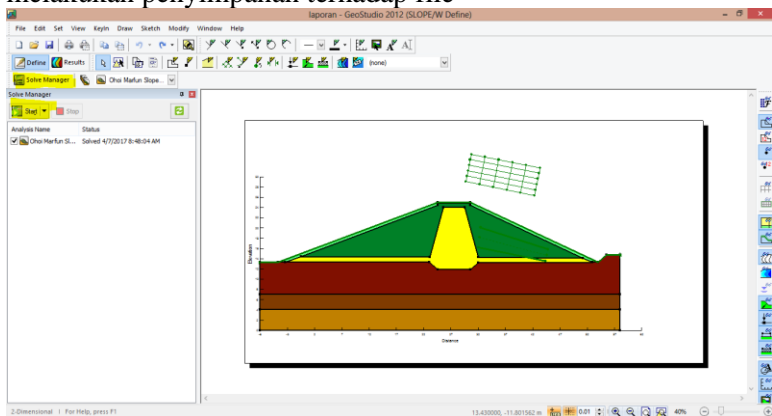 melakukan penyimpanan terhadap file
laporan - GeoStudio 2012 (SLOPE/W Define)
File Edit Set View KeyIn Draw Sketch Modify Window Help
Define Results (none)
Solve Manager Ohoi Marfun Slope...
Solve Manager
Start Stop
Analysis Name Status
Ohoi Marfun Sl... Solved 4/7/2017 8:48:04 AM
Elevation
Distance
2-Dimensional For Help, press F1 13.430000, -11.801562 m 0.01 40%